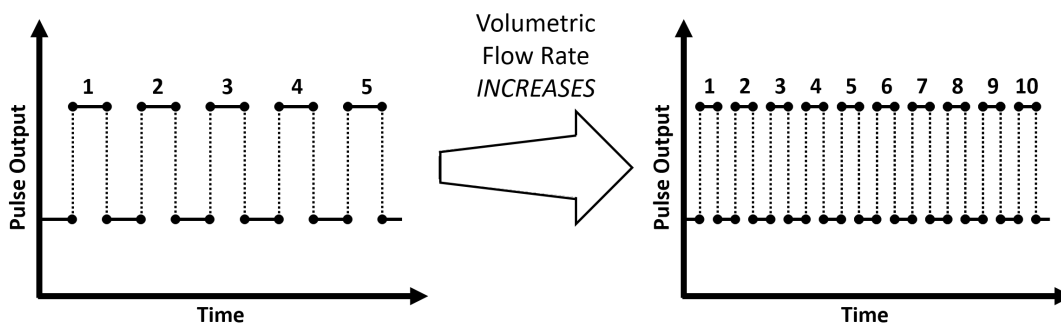 Pulse Output
1 2 3 4 5
Time
Volumetric
Flow Rate
INCREASES
Pulse Output
1 2 3 4 5 6 7 8 9 10
Time